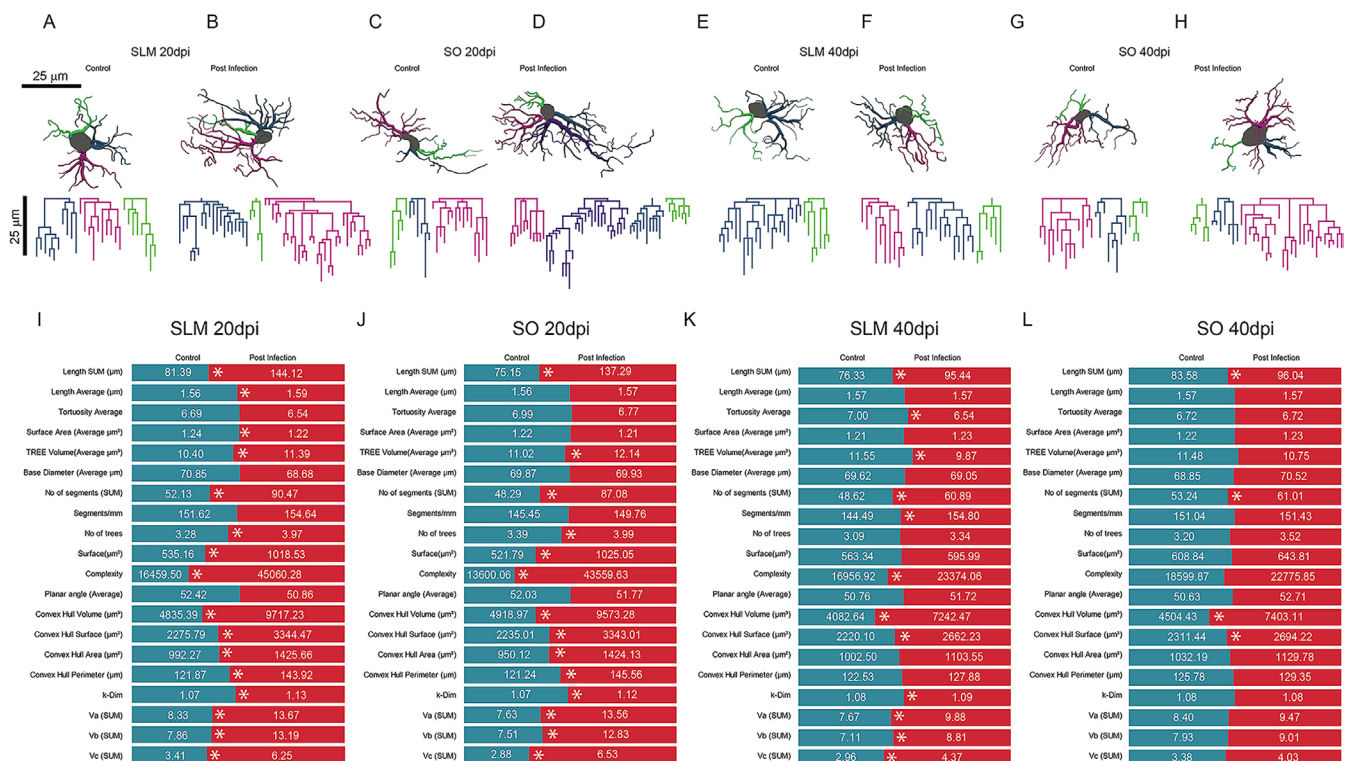 A B C D E F G H
SLM 20dpi SO 20dpi SLM 40dpi SO 40dpi
Control Post Infection Control Post Infection Control Post Infection Control Post Infection
25 µm
25 µm
I SLM 20dpi
Control Post Infection
Length SUM (µm) 81.39 * 144.12
Length Average (µm) 1.56 * 1.59
Tortuosity Average 6.69 6.54
Surface Area (Average µm²) 1.24 * 1.22
TREE Volume(Average µm³) 10.40 * 11.39
Base Diameter (Average µm) 70.85 68.68
No of segments (SUM) 52.13 * 90.47
Segments/mm 151.62 154.64
No of trees 3.28 * 3.97
Surface(µm²) 535.16 * 1018.53
Complexity 16459.50 * 45060.28
Planar angle (Average) 52.42 50.86
Convex Hull Volume (µm³) 4835.39 * 9717.23
Convex Hull Surface (µm²) 2275.79 * 3344.47
Convex Hull Area (µm²) 992.27 * 1425.66
Convex Hull Perimeter (µm) 121.87 * 143.92
k-Dim 1.07 * 1.13
Va (SUM) 8.33 * 13.67
Vb (SUM) 7.86 * 13.19
Vc (SUM) 3.41 * 6.25
J SO 20dpi
Control Post Infection
Length SUM (µm) 75.15 * 137.29
Length Average (µm) 1.56 1.57
Tortuosity Average 6.99 6.77
Surface Area (Average µm²) 1.22 1.21
TREE Volume(Average µm³) 11.02 * 12.14
Base Diameter (Average µm) 69.87 69.93
No of segments (SUM) 48.29 * 87.08
Segments/mm 145.45 149.76
No of trees 3.39 * 3.99
Surface(µm²) 521.79 * 1025.05
Complexity 13600.06 * 43559.63
Planar angle (Average) 52.03 51.77
Convex Hull Volume (µm³) 4918.97 * 9573.28
Convex Hull Surface (µm²) 2235.01 * 3343.01
Convex Hull Area (µm²) 950.12 * 1424.13
Convex Hull Perimeter (µm) 121.24 * 145.56
k-Dim 1.07 * 1.12
Va (SUM) 7.63 * 13.56
Vb (SUM) 7.51 * 12.83
Vc (SUM) 2.88 * 6.53
K SLM 40dpi
Control Post Infection
Length SUM (µm) 76.33 * 95.44
Length Average (µm) 1.57 1.57
Tortuosity Average 7.00 * 6.54
Surface Area (Average µm²) 1.21 1.23
TREE Volume(Average µm³) 11.55 * 9.87
Base Diameter (Average µm) 69.62 69.05
No of segments (SUM) 48.62 * 60.89
Segments/mm 144.49 * 154.80
No of trees 3.09 3.34
Surface(µm²) 563.34 595.99
Complexity 16956.92 * 23374.06
Planar angle (Average) 50.76 51.72
Convex Hull Volume (µm³) 4082.64 * 7242.47
Convex Hull Surface (µm²) 2220.10 * 2662.23
Convex Hull Area (µm²) 1002.50 1103.55
Convex Hull Perimeter (µm) 122.53 127.88
k-Dim 1.08 * 1.09
Va (SUM) 7.67 * 9.88
Vb (SUM) 7.11 * 8.81
Vc (SUM) 2.96 * 4.37
L SO 40dpi
Control Post Infection
Length SUM (µm) 83.58 * 96.04
Length Average (µm) 1.57 1.57
Tortuosity Average 6.72 6.72
Surface Area (Average µm²) 1.22 1.23
TREE Volume(Average µm³) 11.48 10.75
Base Diameter (Average µm) 68.85 70.52
No of segments (SUM) 53.24 * 61.01
Segments/mm 151.04 151.43
No of trees 3.20 3.52
Surface(µm²) 608.84 643.81
Complexity 18599.87 22775.85
Planar angle (Average) 50.63 52.71
Convex Hull Volume (µm³) 4504.43 * 7403.11
Convex Hull Surface (µm²) 2311.44 * 2694.22
Convex Hull Area (µm²) 1032.19 1129.78
Convex Hull Perimeter (µm) 125.78 129.35
k-Dim 1.08 1.08
Va (SUM) 8.40 9.47
Vb (SUM) 7.93 9.01
Vc (SUM) 3.38 4.03